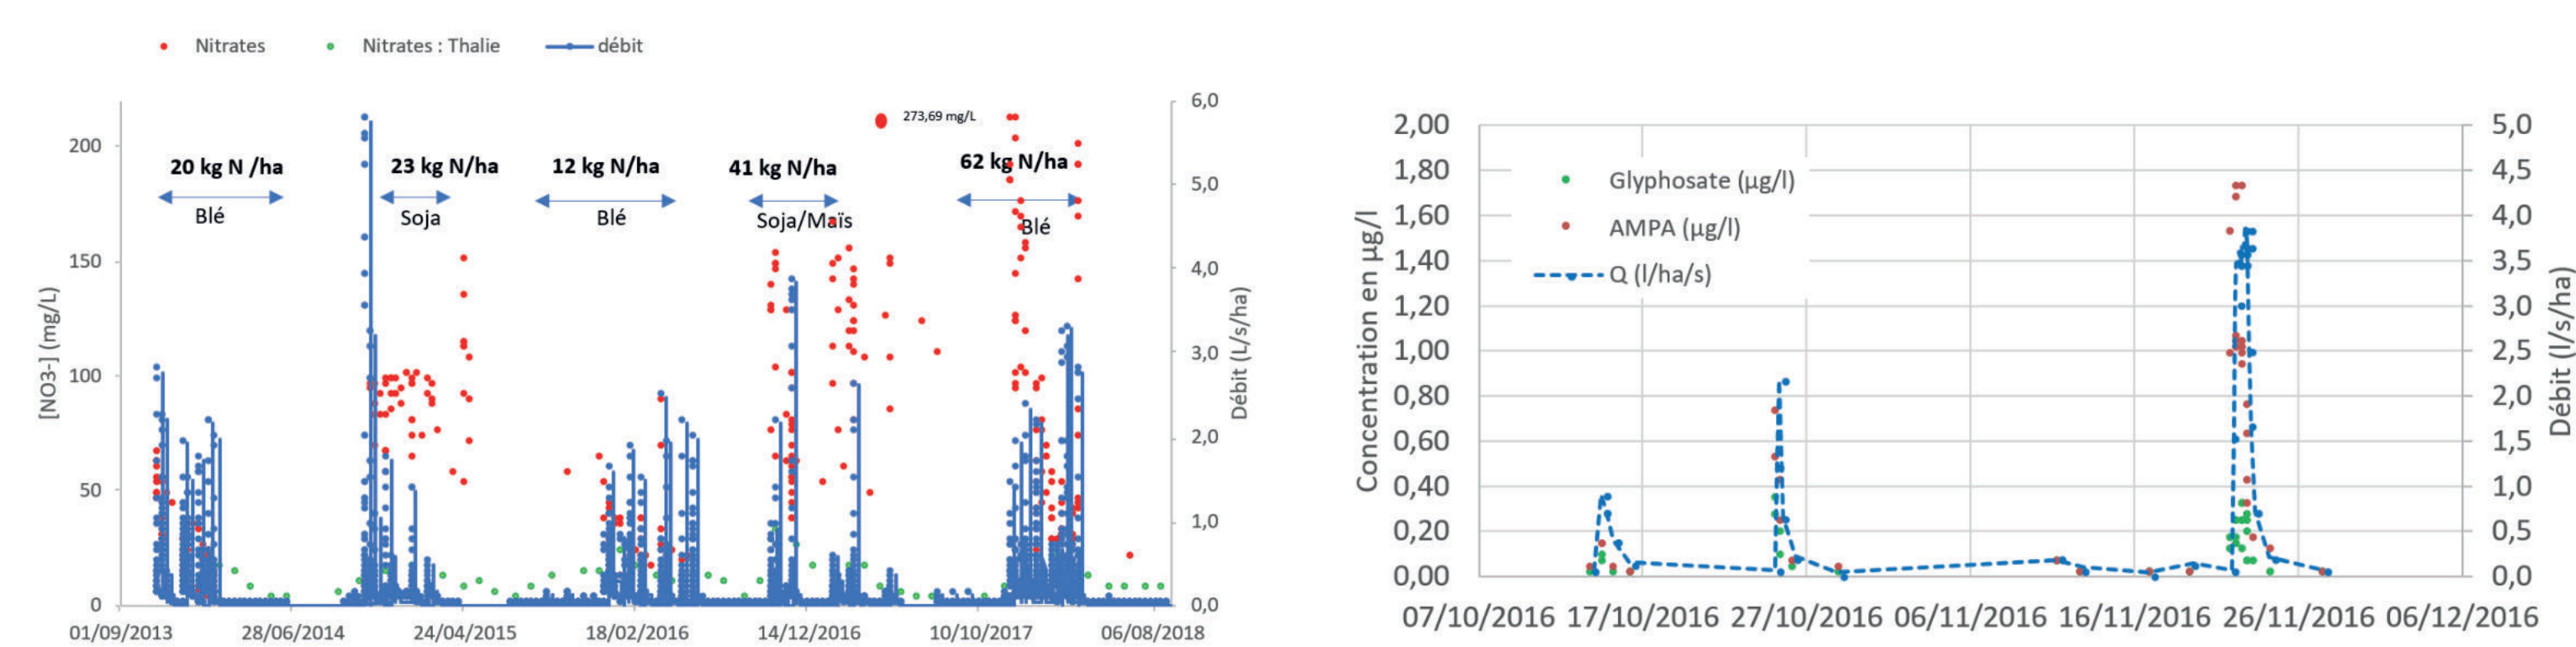 Nitrates
Nitrates : Thalie
débit
[NO3-] (mg/L)
200
150
100
50
0
20 kg N /ha
Blé
23 kg N/ha
Soja
12 kg N/ha
Blé
41 kg N/ha
Soja/Maïs
273,69 mg/L
62 kg N/ha
Blé
6,0
5,0
4,0
3,0
2,0
1,0
0,0
Débit (L/s/ha)
01/09/2013 28/06/2014 24/04/2015 18/02/2016 14/12/2016 10/10/2017 06/08/2018
Concentration en µg/l
2,00
1,80
1,60
1,40
1,20
1,00
0,80
0,60
0,40
0,20
0,00
Glyphosate (µg/l)
AMPA (µg/l)
Q (l/ha/s)
5,0
4,5
4,0
3,5
3,0
2,5
2,0
1,5
1,0
0,5
0,0
Débit (l/s/ha)
07/10/2016 17/10/2016 27/10/2016 06/11/2016 16/11/2016 26/11/2016 06/12/2016